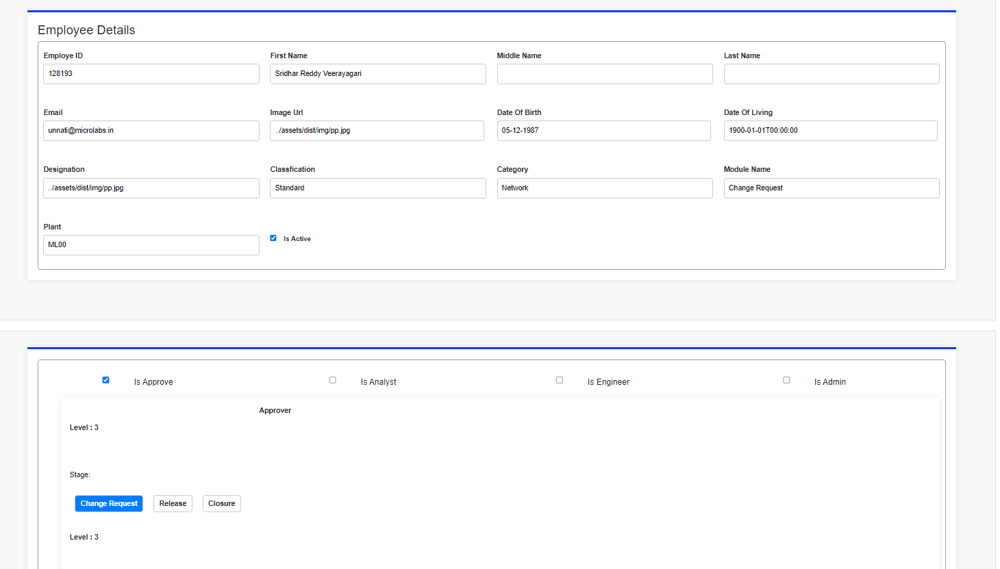 Employee Details
Employe ID First Name Middle Name Last Name
128193 Sridhar Reddy Veerayagari
Email Image Url Date Of Birth Date Of Living
unnati@microlabs.in ../assets/dist/img/pp.jpg 05-12-1987 1900-01-01T00:00:00
Designation Classfication Category Module Name
../assets/dist/img/pp.jpg Standard Network Change Request
Plant
ML00 Is Active
Is Approve Is Analyst Is Engineer Is Admin
Approver
Level : 3
Stage:
Change Request Release Closure
Level : 3